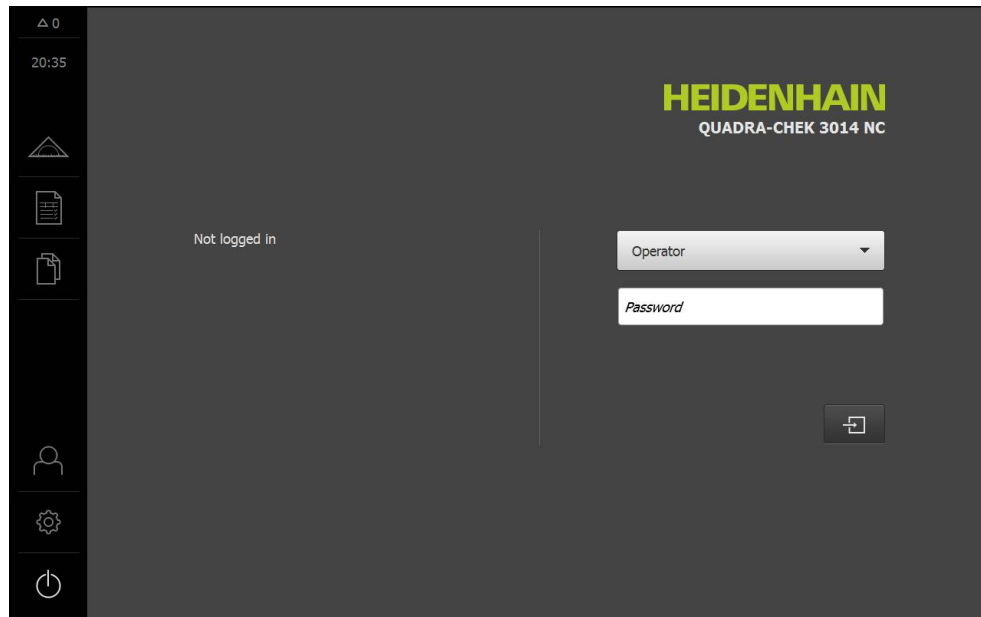 △ 0
20:35
HEIDENHAIN
QUADRA-CHEK 3014 NC
Not logged in
Operator
Password